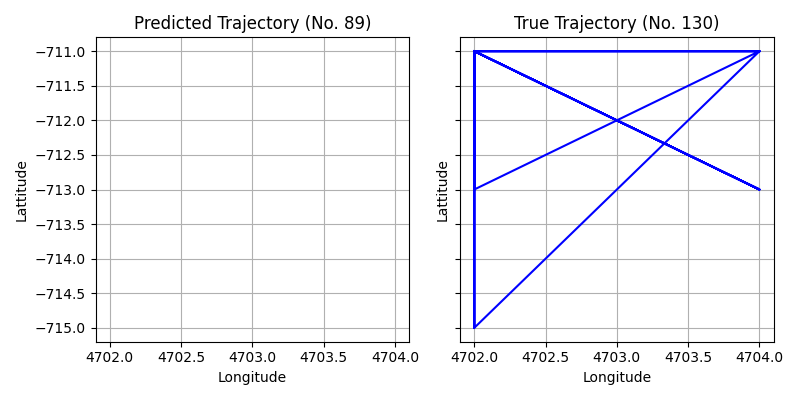 Predicted Trajectory (No. 89)
True Trajectory (No. 130)
−711.0
−711.5
−712.0
−712.5
−713.0
−713.5
−714.0
−714.5
−715.0
Lattitude
Lattitude
4702.0 4702.5 4703.0 4703.5 4704.0
4702.0 4702.5 4703.0 4703.5 4704.0
Longitude
Longitude